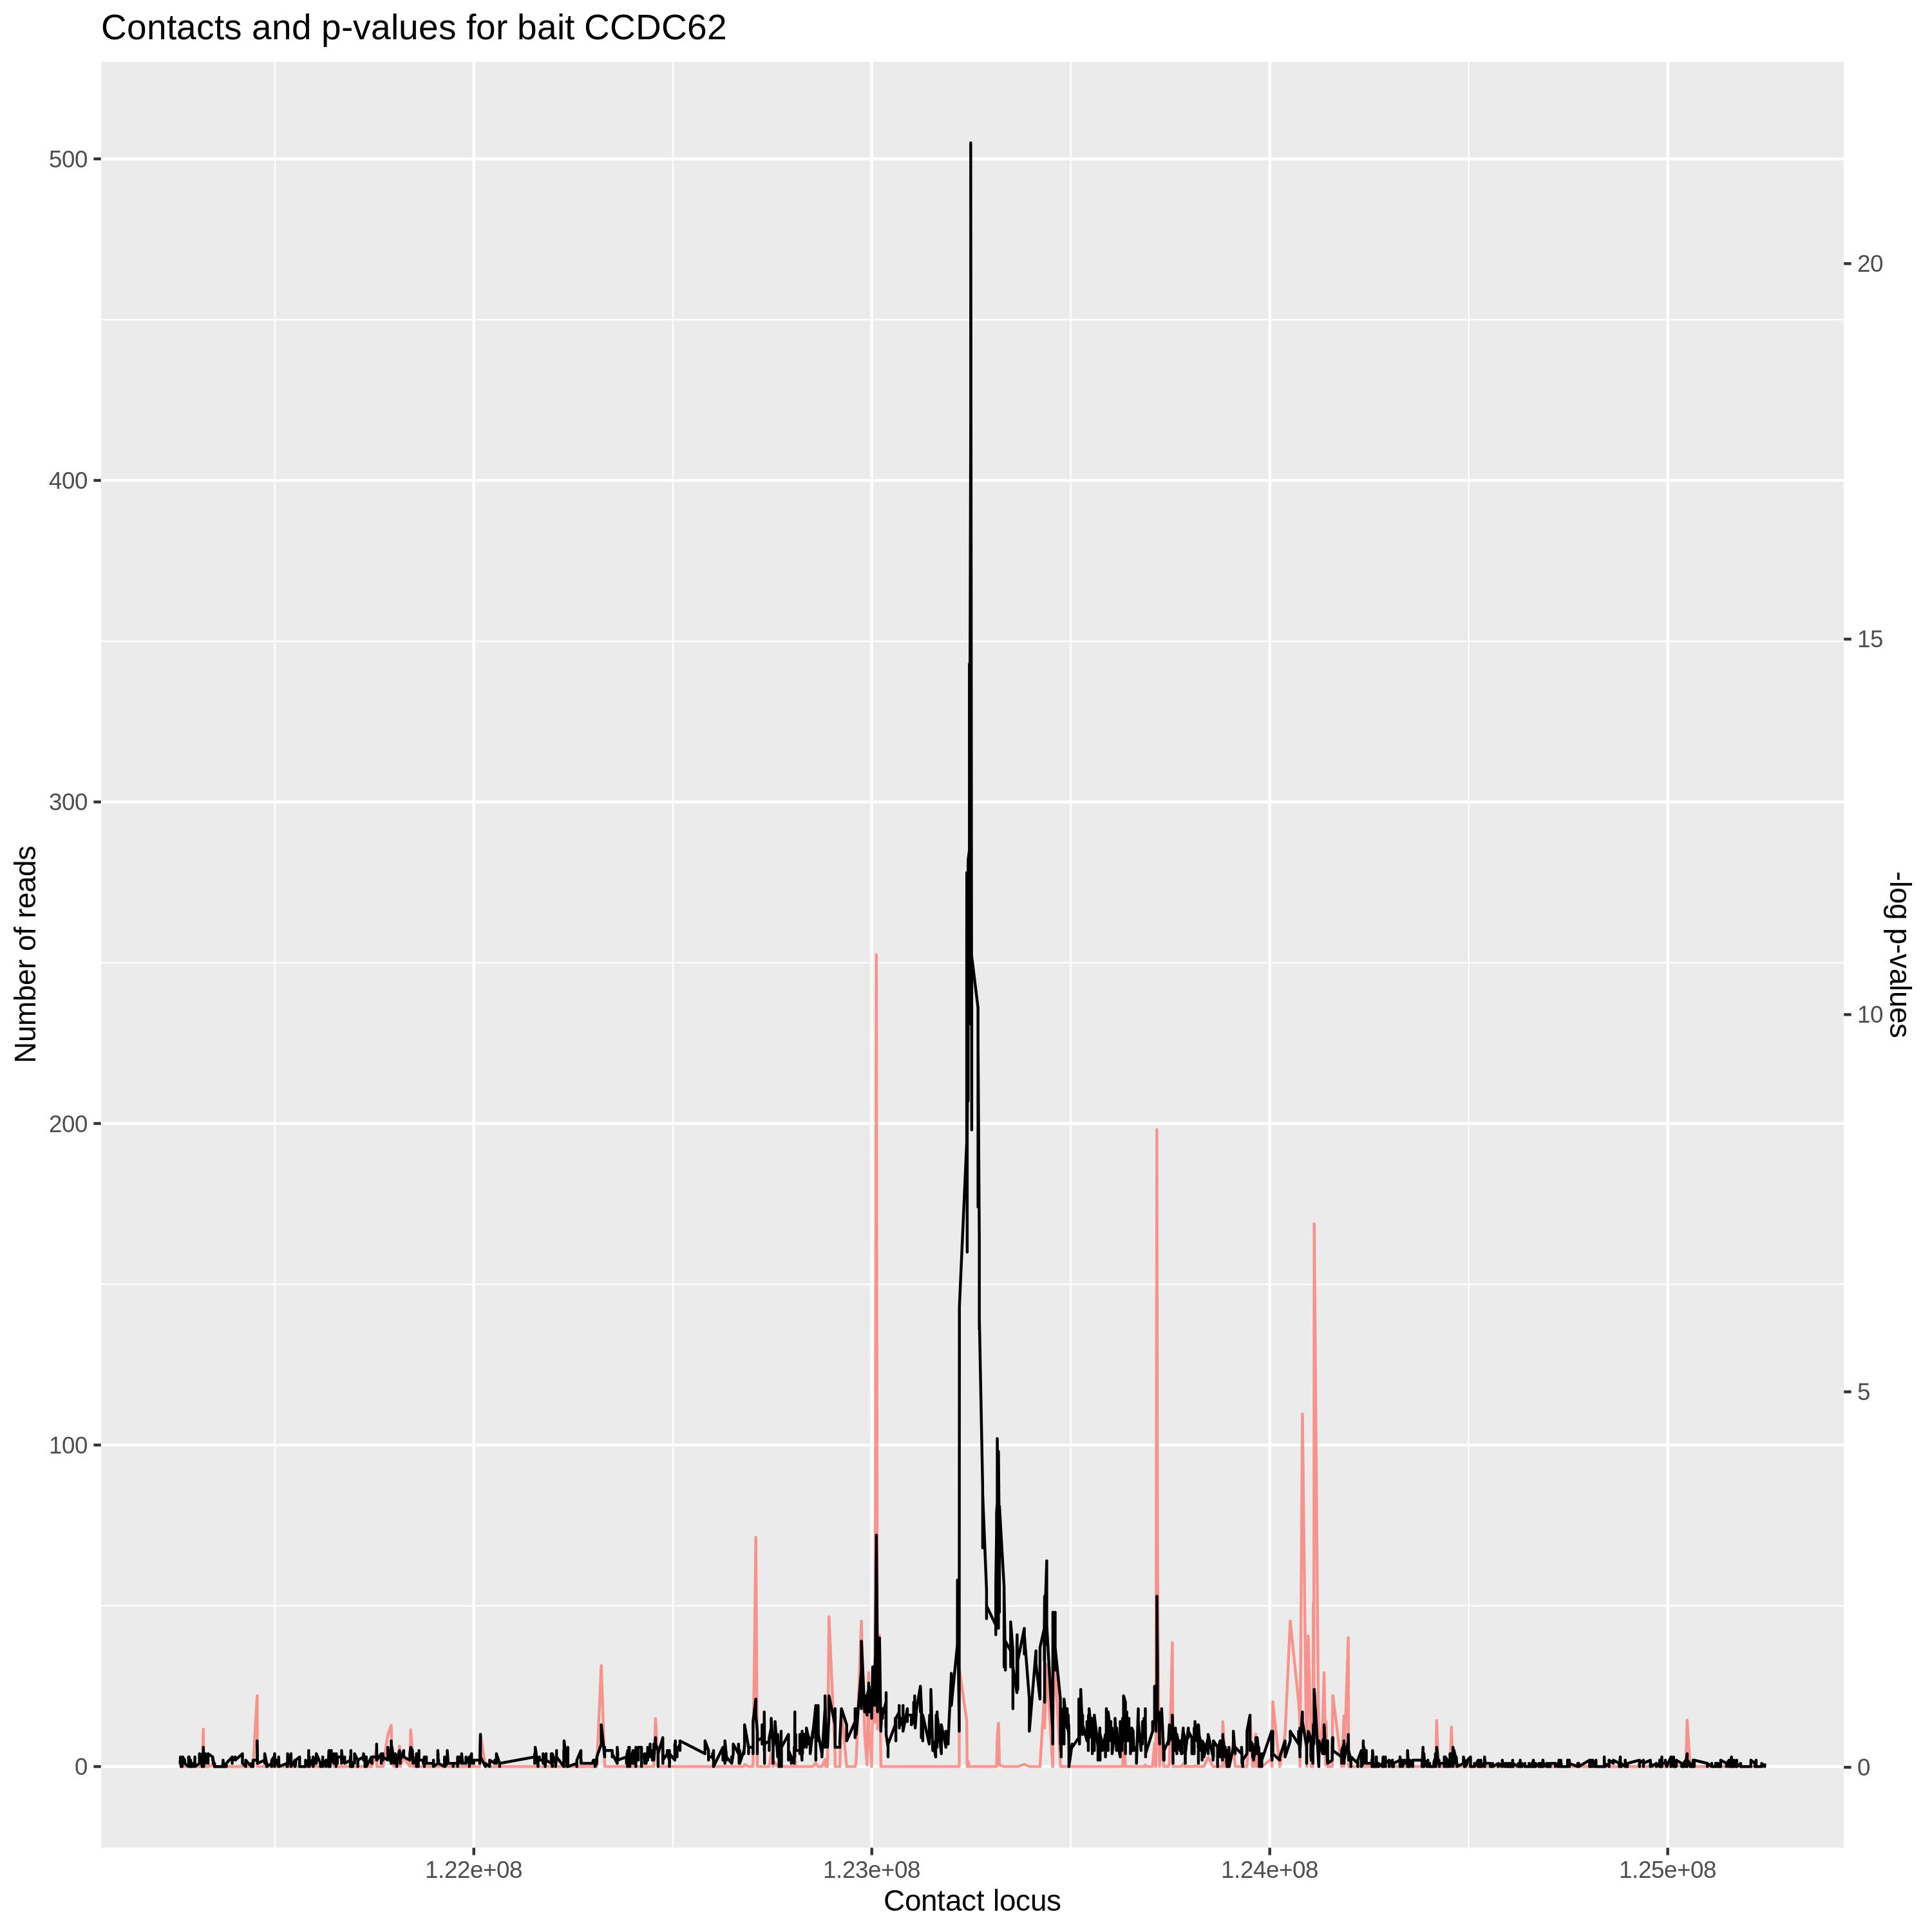 Contacts and p-values for bait CCDC62
500
400
300
200
100
0
Number of reads
20
15
10
5
0
-log p-values
1.22e+08
1.23e+08
1.24e+08
1.25e+08
Contact locus